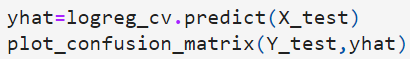 yhat=logreg_cv.predict(X_test)
plot_confusion_matrix(Y_test,yhat)